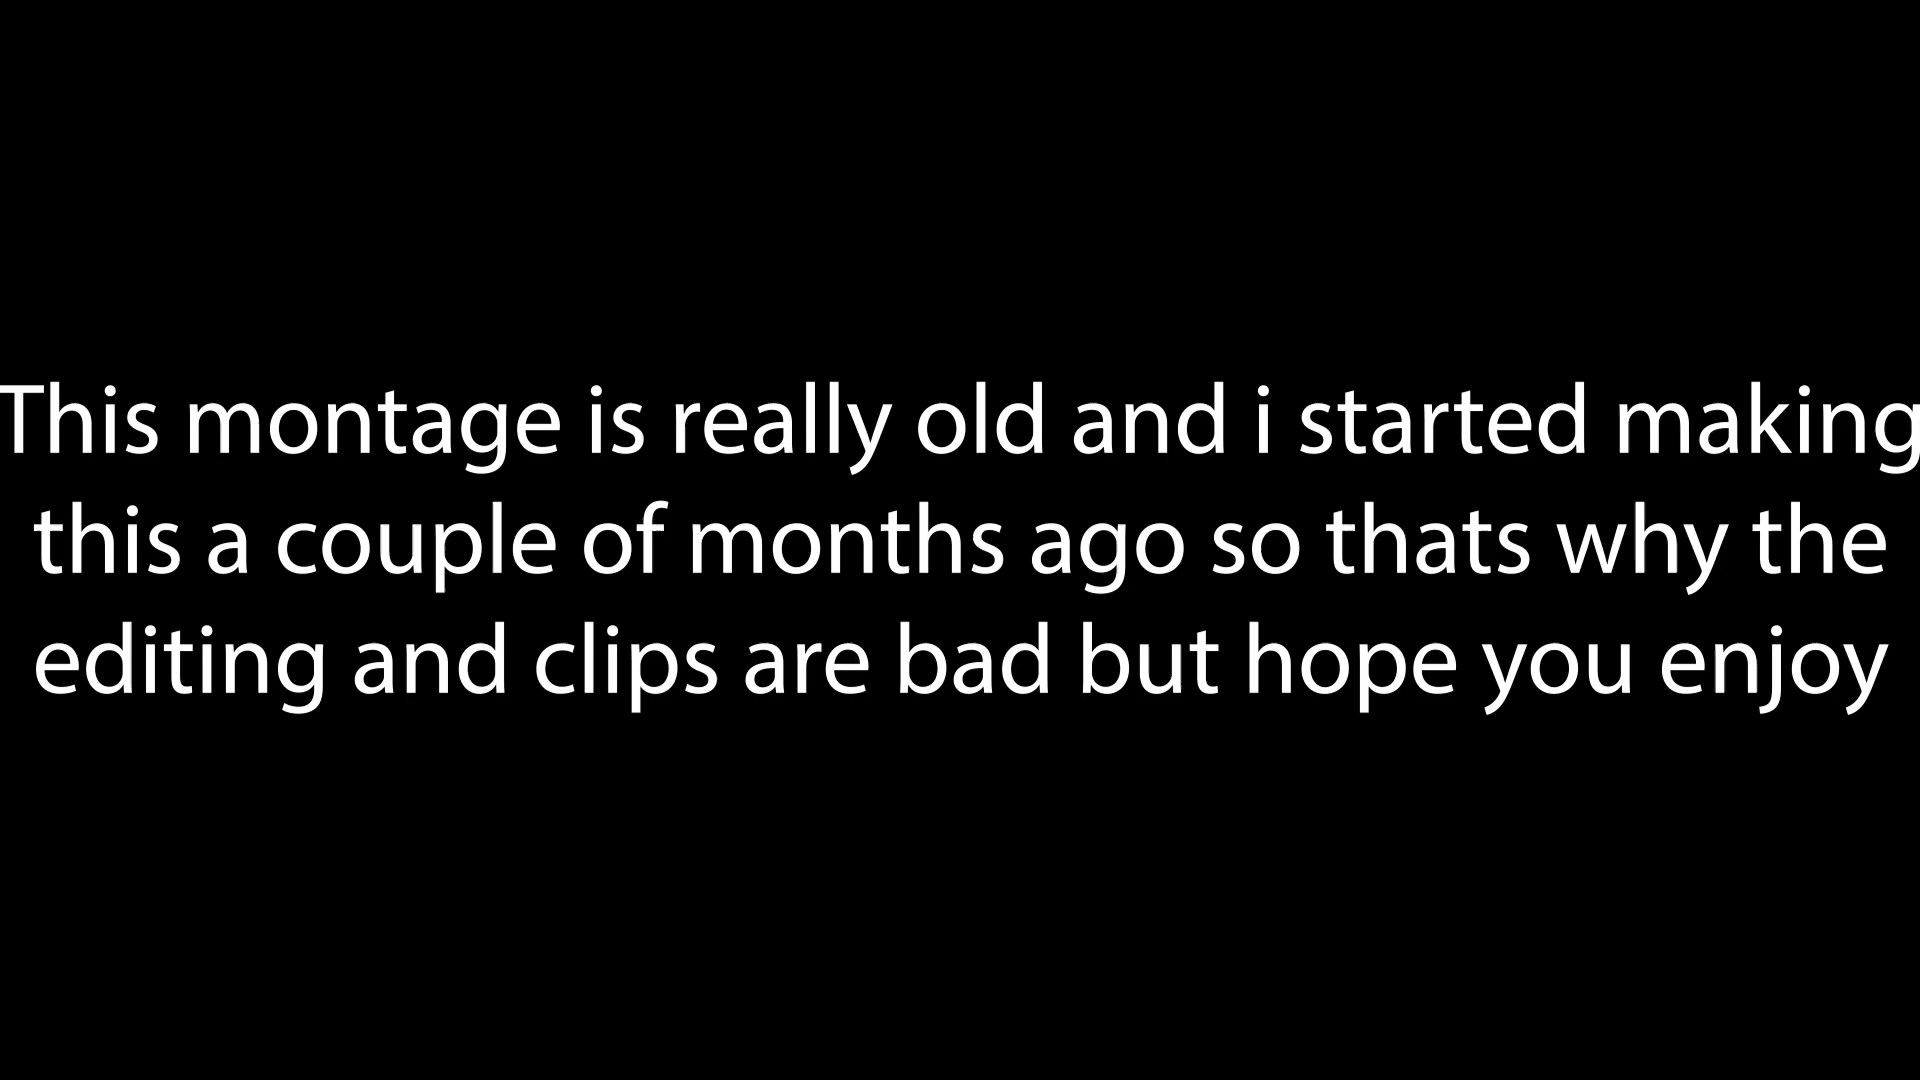 This montage is really old and i started making
this a couple of months ago so thats why the
editing and clips are bad but hope you enjoy